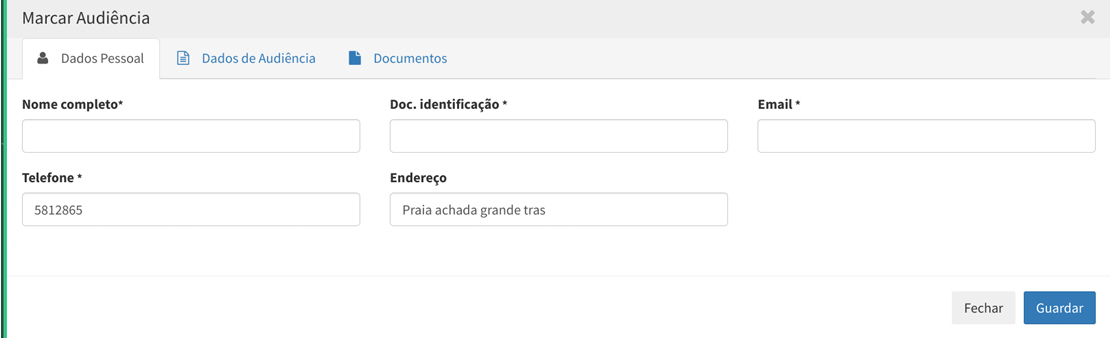 Marcar Audiência
Dados Pessoal
Dados de Audiência
Documentos
Nome completo*
Doc. identificação *
Email *
Telefone *
Endereço
5812865
Praia achada grande tras
Fechar
Guardar